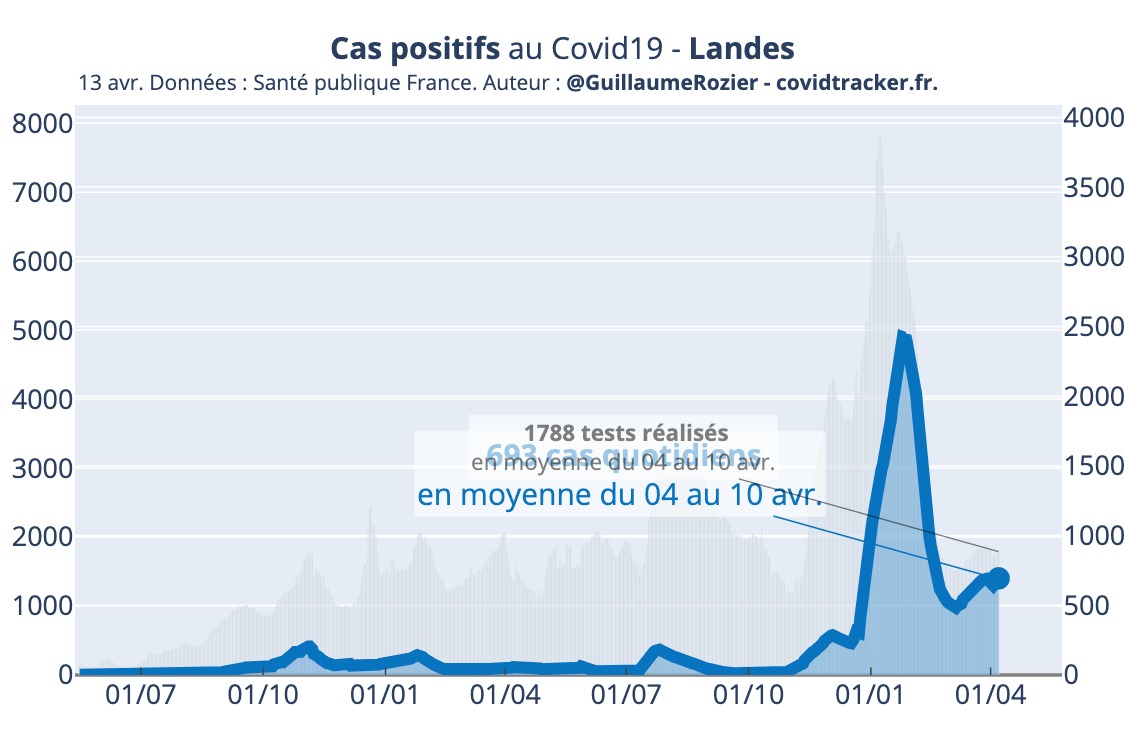 Cas positifs au Covid19 - Landes
13 avr. Données : Santé publique France. Auteur : @GuillaumeRozier - covidtracker.fr.
8000
7000
6000
5000
4000
3000
2000
1000
0
4000
3500
3000
2500
2000
1500
1000
500
0
1788 tests réalisés
en moyenne du 04 au 10 avr.
693 cas quotidiens
en moyenne du 04 au 10 avr.
01/07 01/10 01/01 01/04 01/07 01/10 01/01 01/04